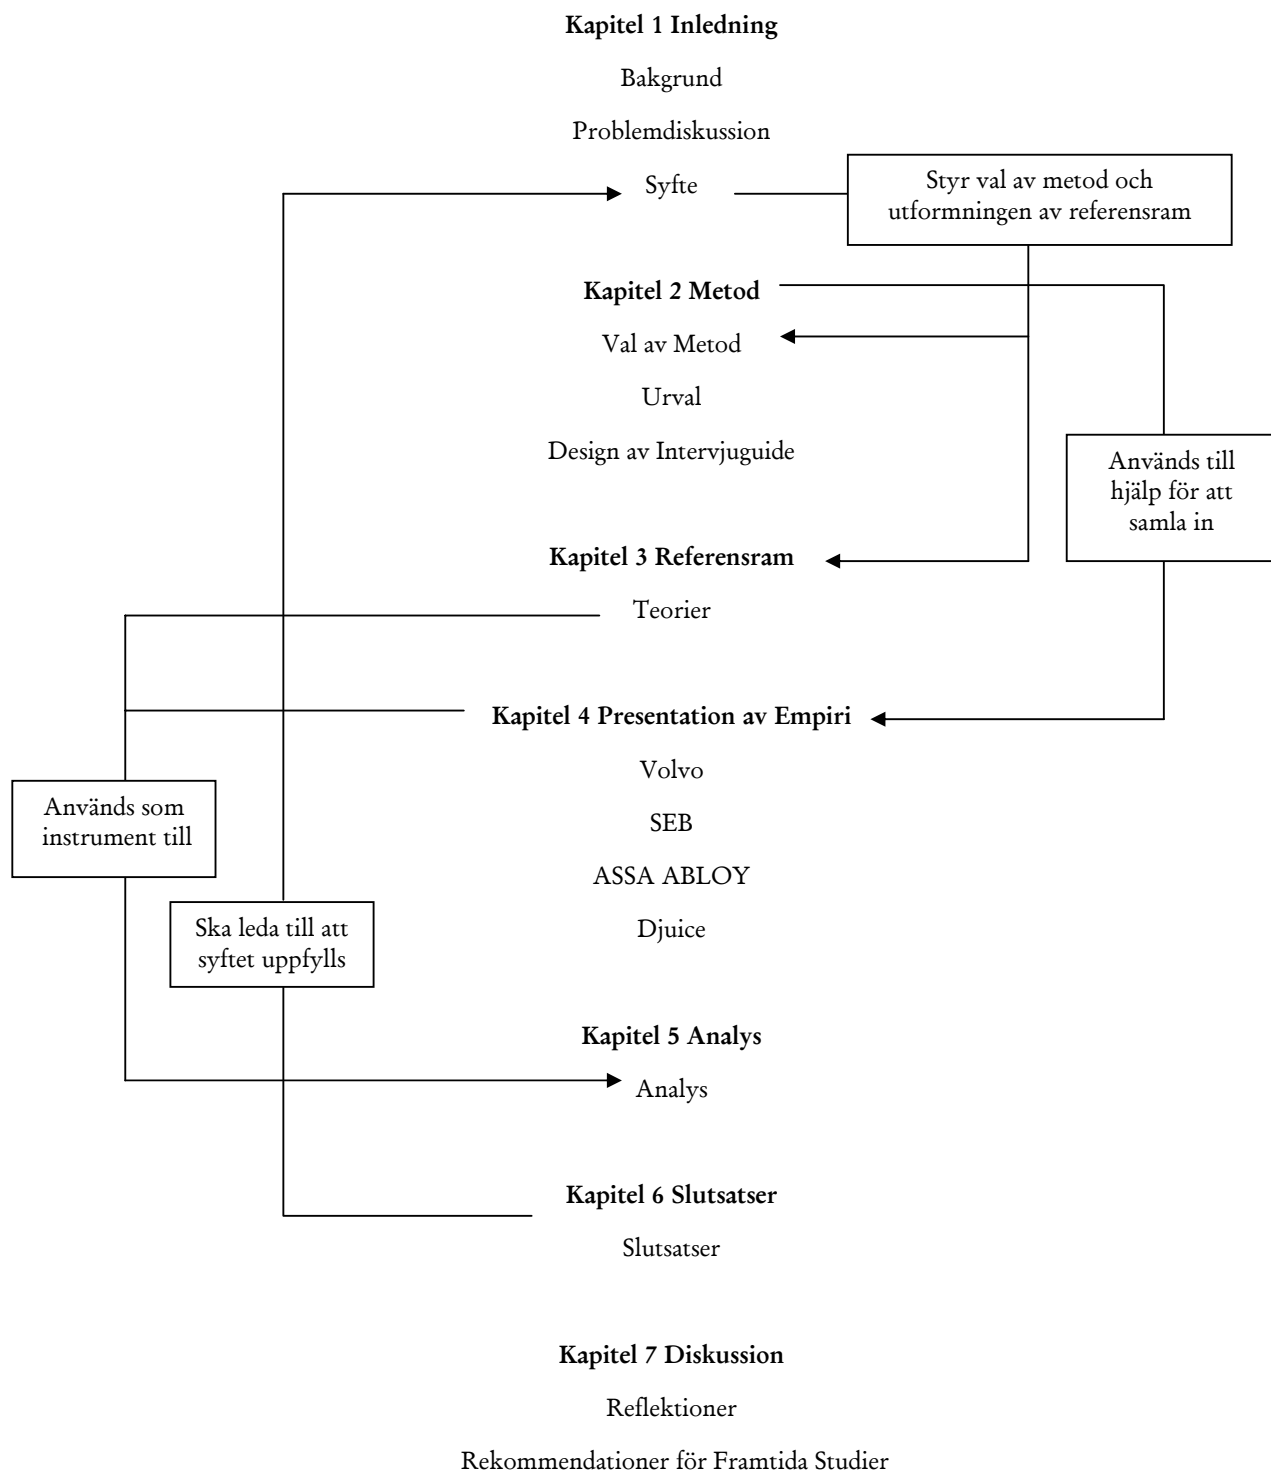 Kapitel 1 Inledning
Bakgrund
Problemdiskussion
Syfte
Styr val av metod och
utformningen av referensram
Kapitel 2 Metod
Val av Metod
Urval
Design av Intervjuguide
Används till
hjälp för att
samla in
Kapitel 3 Referensram
Teorier
Kapitel 4 Presentation av Empiri
Volvo
SEB
ASSA ABLOY
Djuice
Används som
instrument till
Ska leda till att
syftet uppfylls
Kapitel 5 Analys
Analys
Kapitel 6 Slutsatser
Slutsatser
Kapitel 7 Diskussion
Reflektioner
Rekommendationer för Framtida Studier